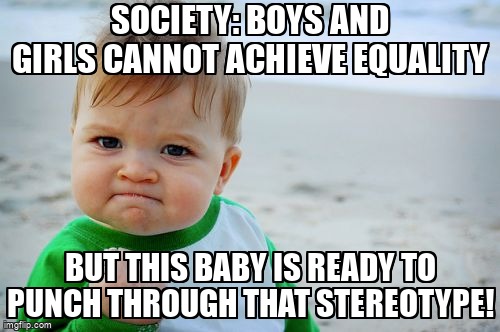 SOCIETY: BOYS AND
GIRLS CANNOT ACHIEVE EQUALITY
BUT THIS BABY IS READY TO
PUNCH THROUGH THAT STEREOTYPE!
imgflip.com